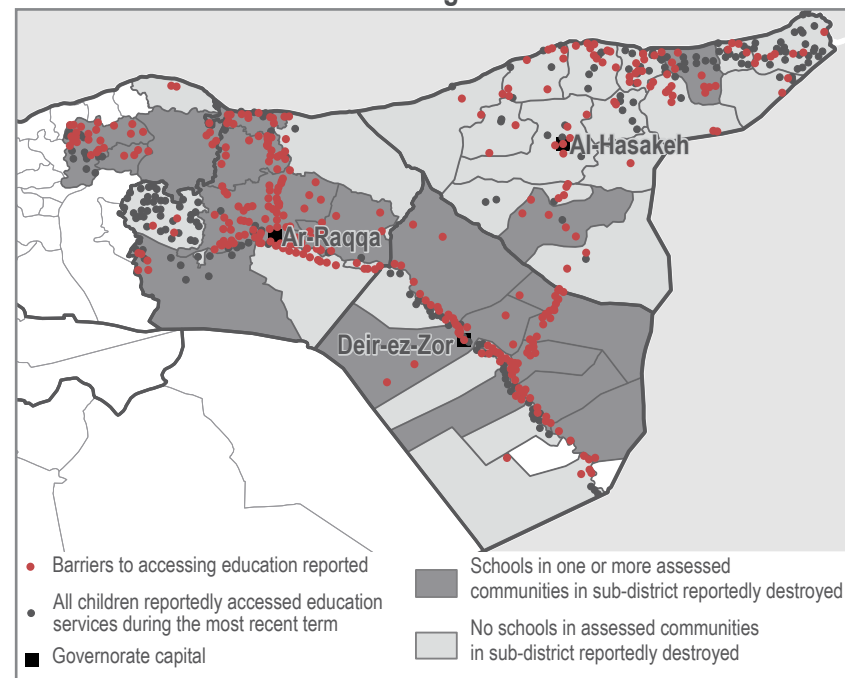 Al-Hasakeh
Ar-Raqqa
Deir-ez-Zor
Barriers to accessing education reported
All children reportedly accessed education
services during the most recent term
Governorate capital
Schools in one or more assessed
communities in sub-district reportedly destroyed
No schools in assessed communities
in sub-district reportedly destroyed